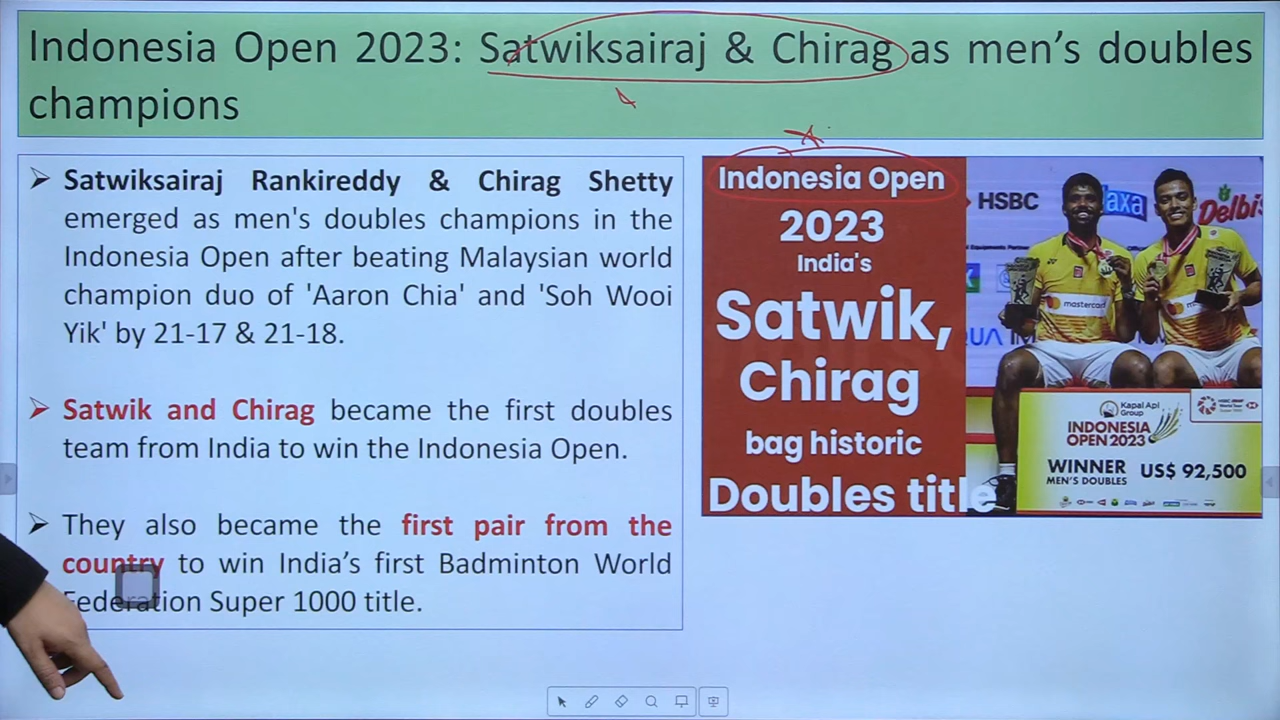 Indonesia Open 2023: Satwiksairaj & Chirag as men's doubles
champions
➢ Satwiksairaj Rankireddy & Chirag Shetty
emerged as men's doubles champions in the
Indonesia Open after beating Malaysian world
champion duo of 'Aaron Chia' and 'Soh Wooi
Yik' by 21-17 & 21-18.
➢ Satwik and Chirag became the first doubles
team from India to win the Indonesia Open.
➢ They also became the first pair from the
country to win India's first Badminton World
Federation Super 1000 title.
Indonesia Open
2023
India's
Satwik,
Chirag
bag historic
Doubles title
HSBC
mastercard
Kapal Api
Group
INDONESIA
OPEN 2023
WINNER
MEN'S DOUBLES
US$ 92,500